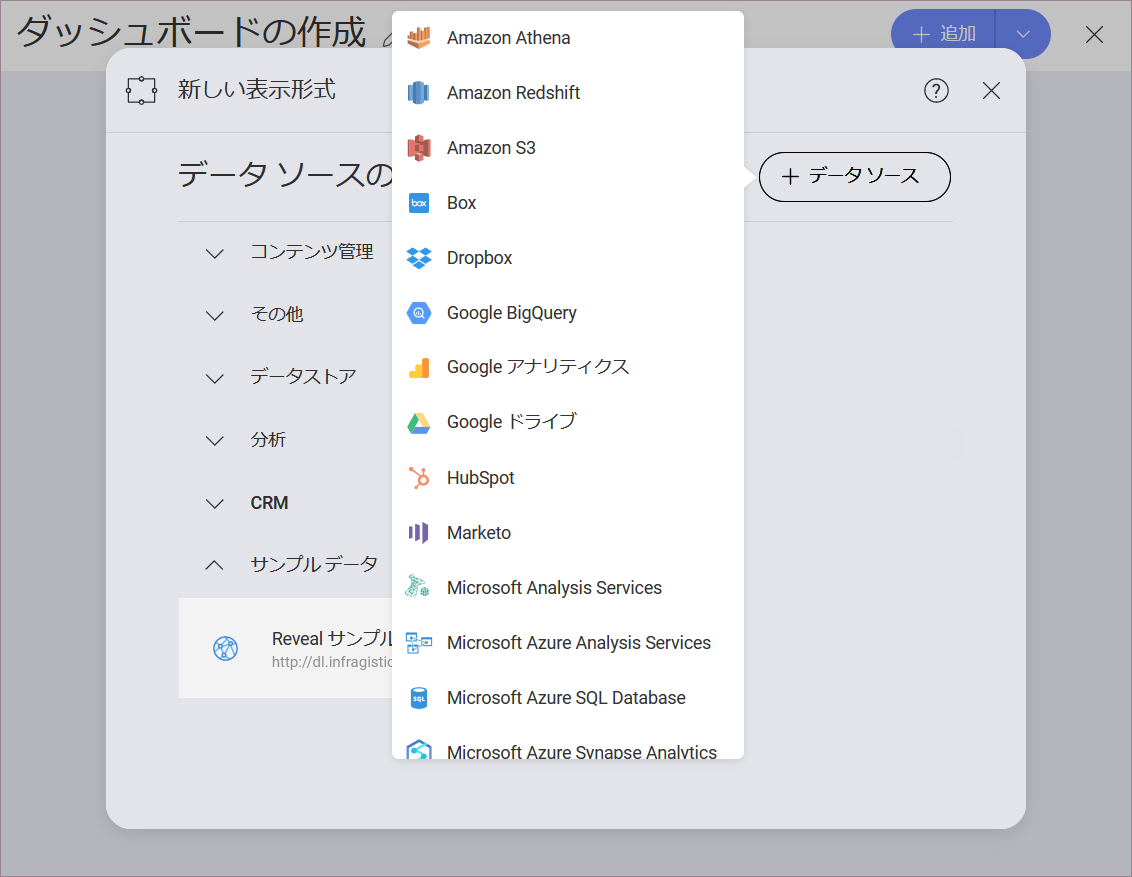 ダッシュボードの作成
追加
新しい表示形式
データ ソースの
データ ソース
コンテンツ管理
その他
データストア
分析
CRM
サンプル データ
Reveal サンプル
http://dl.infragistic
Amazon Athena
Amazon Redshift
Amazon S3
box
Box
Dropbox
Google BigQuery
Google アナリティクス
Google ドライブ
HubSpot
Marketo
Microsoft Analysis Services
Microsoft Azure Analysis Services
SQL
Microsoft Azure SQL Database
Microsoft Azure Synapse Analytics